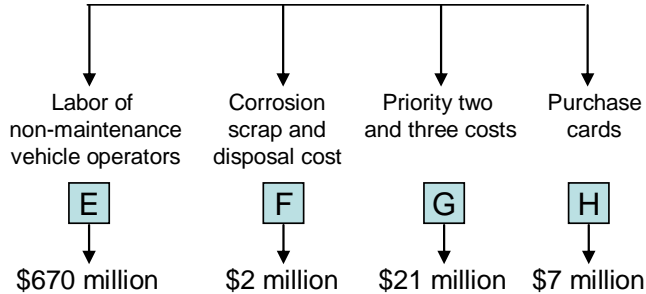 Labor of
non-maintenance
vehicle operators
Corrosion
scrap and
disposal cost
Priority two
and three costs
Purchase
cards
E
F
G
H
$670 million
$2 million
$21 million
$7 million